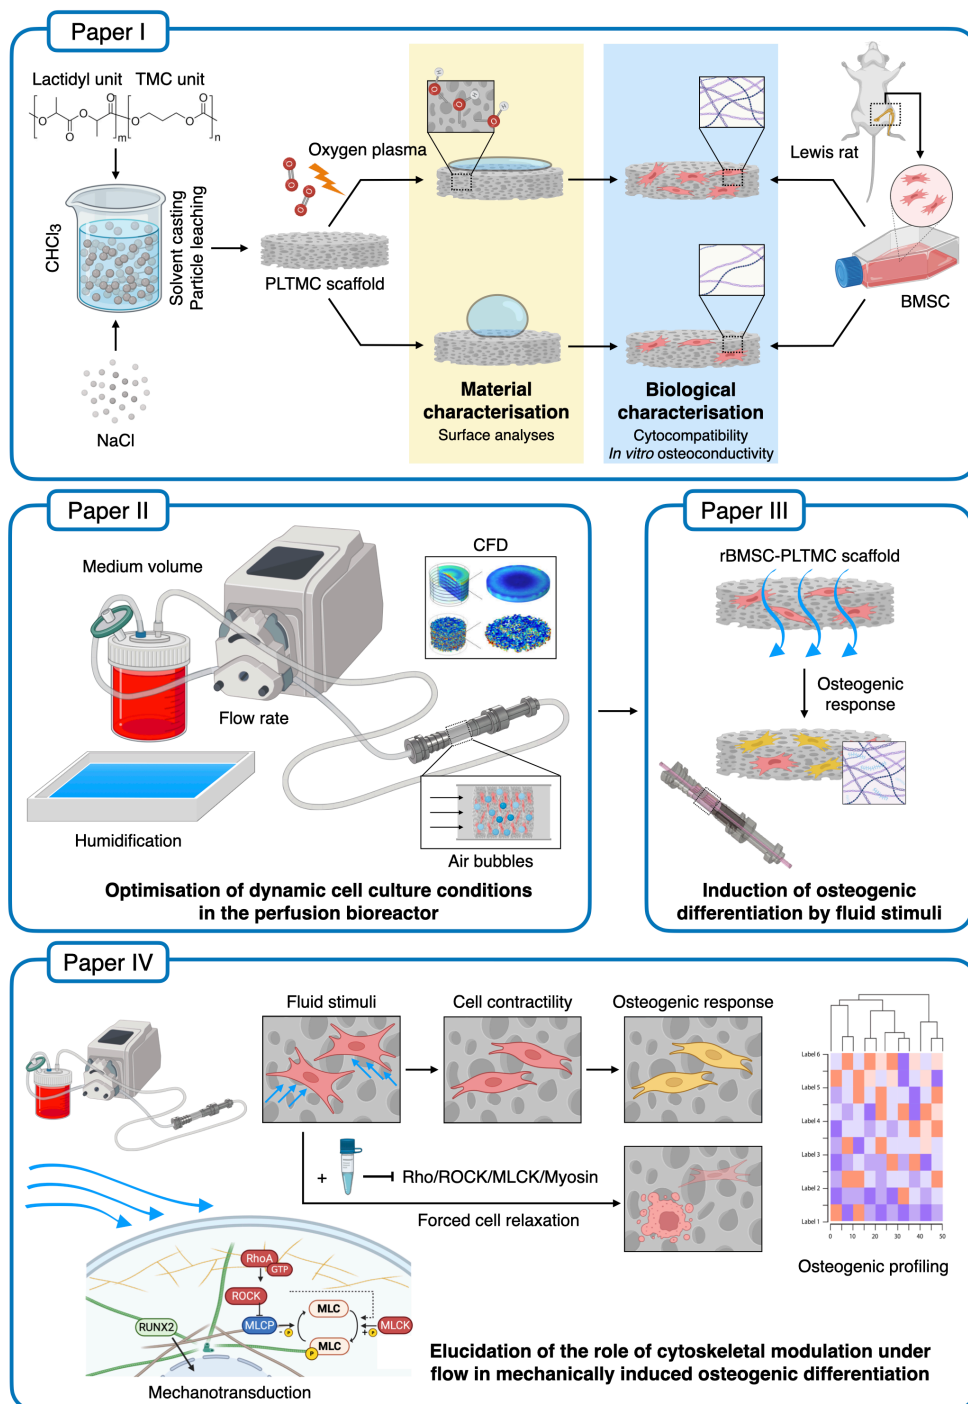 Paper I
Lactidyl unit
TMC unit
O
O
O
O
m
O
O
O
n
CHCl3
Solvent casting
Particle leaching
NaCl
Oxygen plasma
PLTMC scaffold
Material
characterisation
Surface analyses
Biological
characterisation
Cytocompatibility
In vitro osteoconductivity
Lewis rat
BMSC
Paper II
Medium volume
Flow rate
CFD
Humidification
Air bubbles
Optimisation of dynamic cell culture conditions
in the perfusion bioreactor
Paper III
rBMSC-PLTMC scaffold
Osteogenic
response
Induction of osteogenic
differentiation by fluid stimuli
Paper IV
Fluid stimuli
Cell contractility
Osteogenic response
+
Rho/ROCK/MLCK/Myosin
Forced cell relaxation
Label 6
Label 5
Label 4
Label 3
Label 2
Label 1
0 10 20 30 40 50
Osteogenic profiling
RhoA
GTP
ROCK
MLCP
- P
MLC
MLC
P
+ P
MLCK
RUNX2
Mechanotransduction
Elucidation of the role of cytoskeletal modulation under
flow in mechanically induced osteogenic differentiation